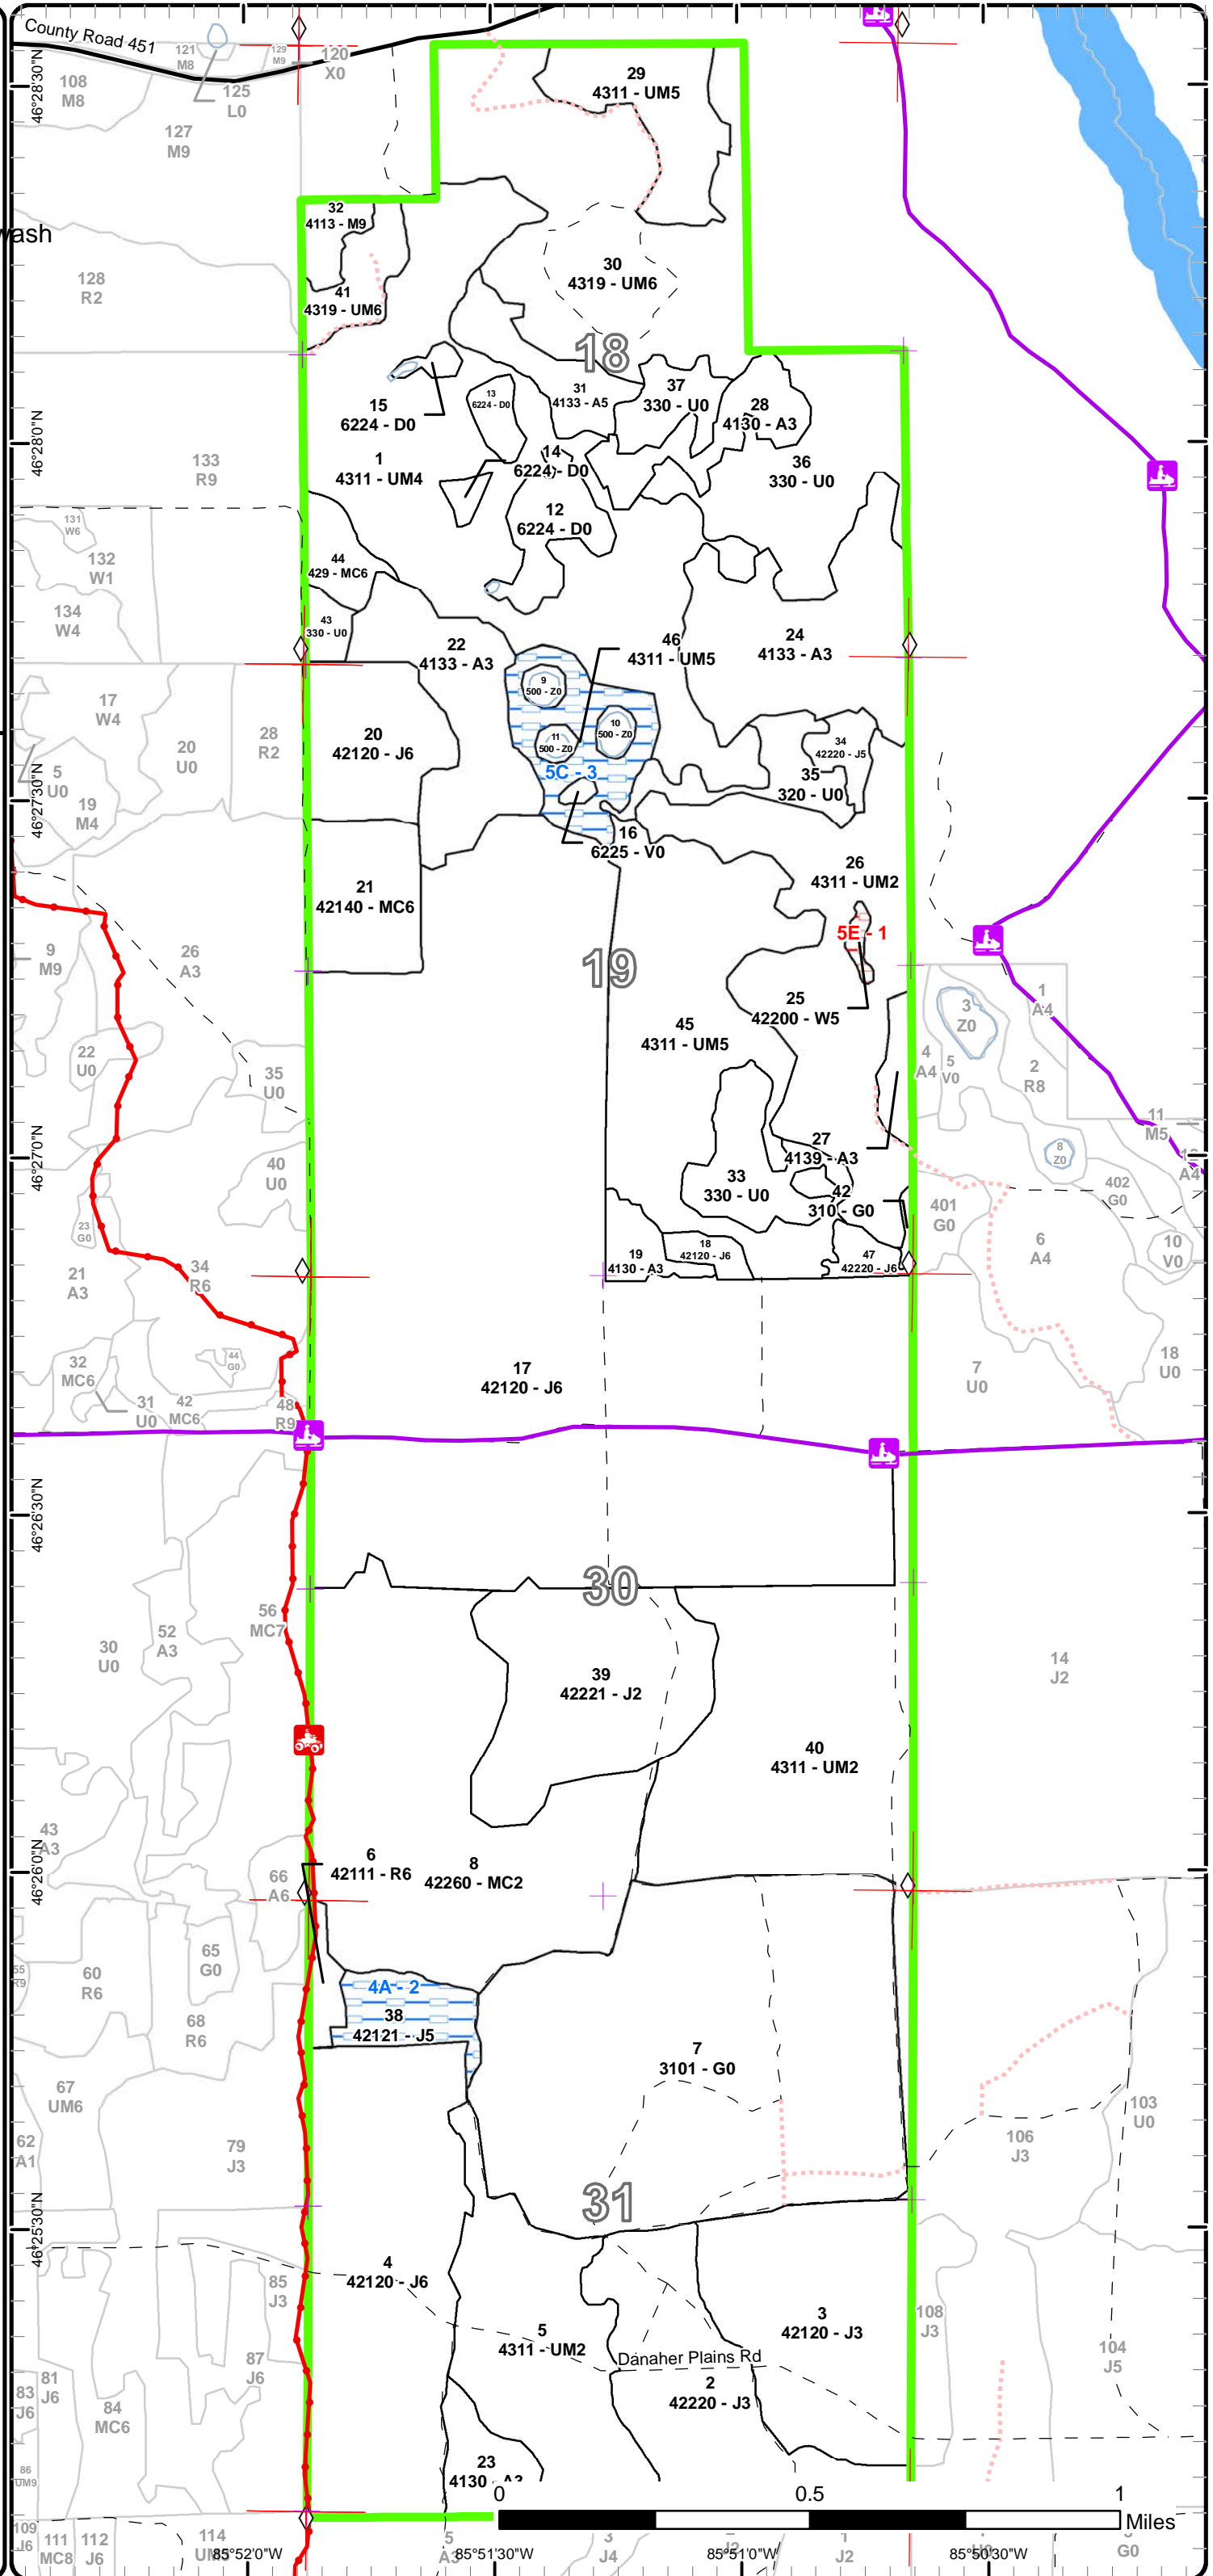 County Road 451
121
M8
129
M9
120
X0
108
M8
125
L0
127
M9
46°28'30"N
29
4311 - UM5
32
4113 - M9
wash
128
R2
41
4319 - UM6
30
4319 - UM6
18
15
6224 - D0
13
6224 - D0
31
4133 - A5
37
330 - U0
28
4130 - A3
46°28'0"N
133
R9
1
4311 - UM4
14
6224 - D0
36
330 - U0
12
6224 - D0
131
W6
132
W1
44
429 - MC6
134
W4
43
330 - U0
22
4133 - A3
46
4311 - UM5
24
4133 - A3
9
500 - Z0
10
500 - Z0
11
500 - Z0
5C - 3
17
W4
28
R2
20
U0
5
U0
19
M4
20
42120 - J6
34
42220 - J5
35
320 - U0
46°27'30"N
16
6225 - V0
26
4311 - UM2
21
42140 - MC6
5E - 1
9
M9
26
A3
19
25
42200 - W5
45
4311 - UM5
3
Z0
1
A4
4
A4
5
V0
2
R8
22
U0
35
U0
11
M5
46°27'0"N
27
4139 - A3
8
Z0
A4
40
U0
33
330 - U0
42
310 - G0
401
G0
402
G0
23
G0
6
A4
10
V0
21
A3
34
R6
19
4130 - A3
18
42120 - J6
47
42220 - J6
32
MC6
44
G0
31
U0
42
MC6
48
R9
17
42120 - J6
7
U0
18
U0
46°26'30"N
30
56
MC7
52
A3
30
U0
39
42221 - J2
14
J2
40
4311 - UM2
43
A3
46°26'0"N
66
A6
6
42111 - R6
8
42260 - MC2
55
R9
60
R6
65
G0
68
R6
4A - 2
38
42121 - J5
7
3101 - G0
67
UM6
62
A1
79
J3
103
U0
106
J3
31
46°25'30"N
4
42120 - J6
85
J3
3
42120 - J3
108
J3
5
4311 - UM2
Danaher Plains Rd
104
J5
87
J6
81
J6
83
J6
84
MC6
2
42220 - J3
86
UM9
23
4130 - A3
0
0.5
1
Miles
109
J6
111
MC8
112
J6
114
5
A3
3
J4
J2
1
J2
G0
85°52'0"W
85°51'30"W
85°51'0"W
85°50'30"W